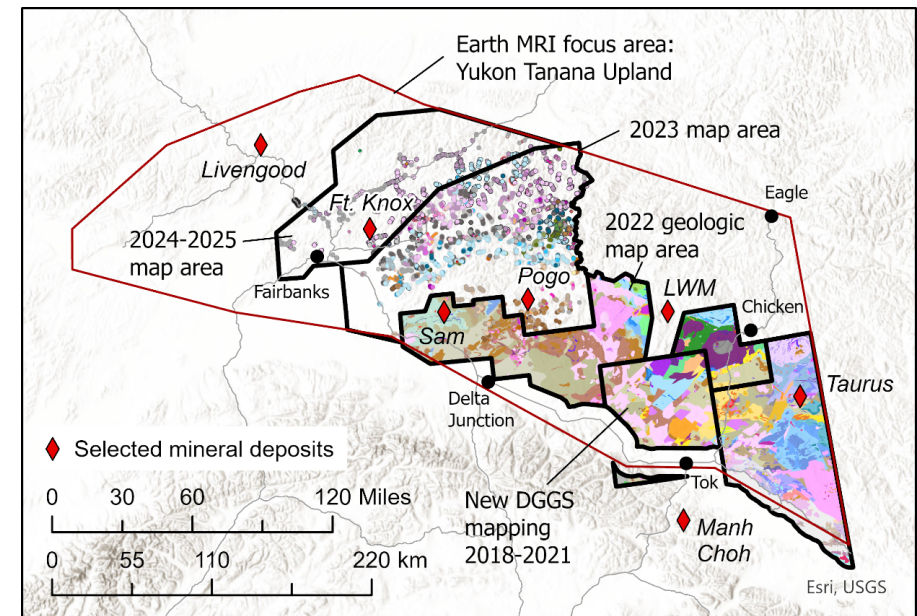 Earth MRI focus area:
Yukon Tanana Upland
2023 map area
Livengood
Eagle
Ft. Knox
2022 geologic
map area
2024-2025
map area
Pogo
LWM
Fairbanks
Chicken
Sam
Taurus
Delta
Junction
Selected mineral deposits
Tok
0 30 60 120 Miles
New DGGS
mapping
2018-2021
Manh
Choh
0 55 110 220 km
Esri, USGS